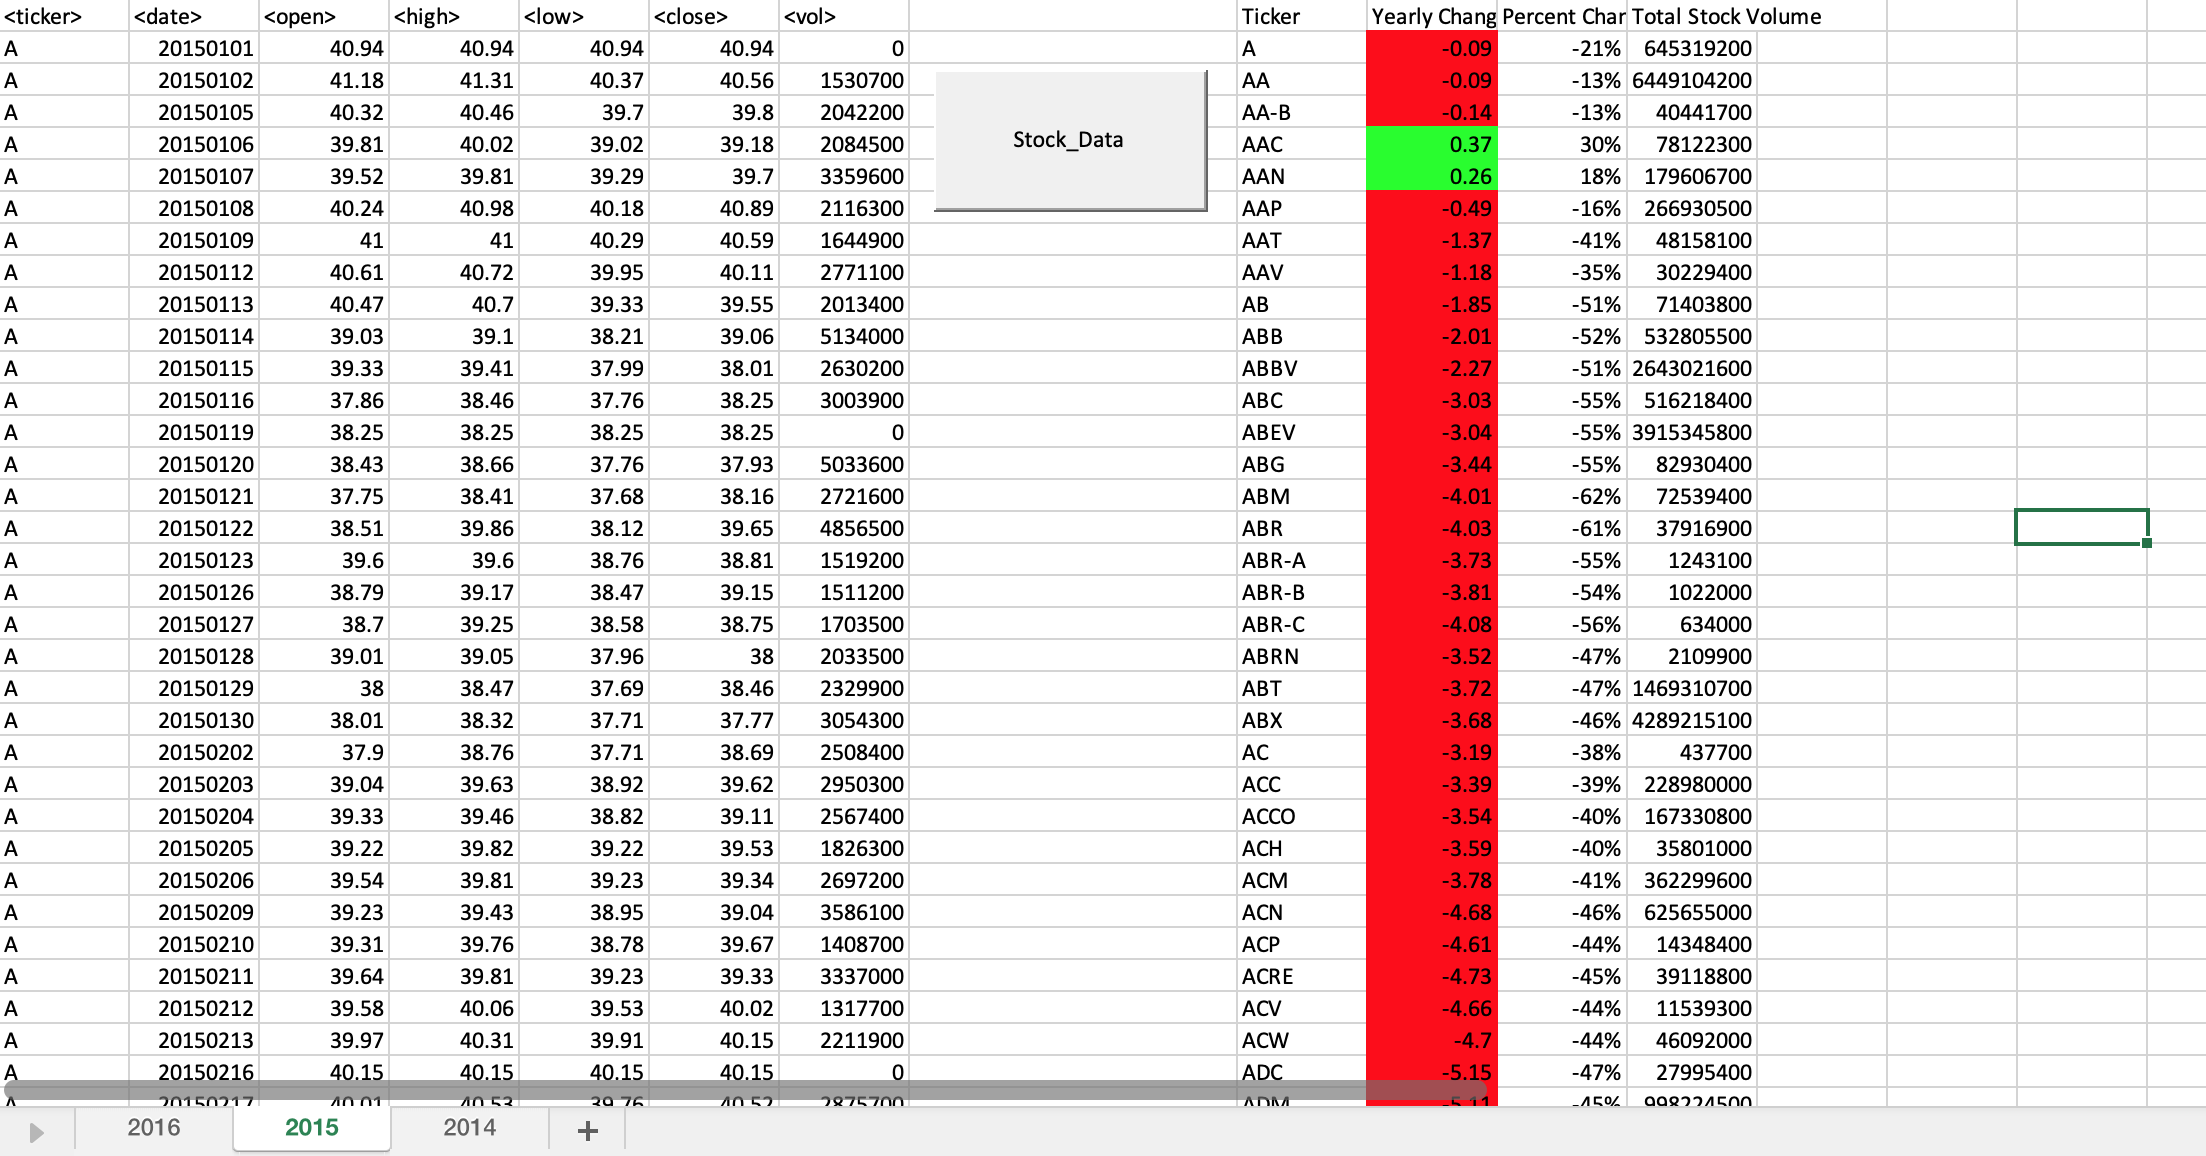 <ticker> <date> <open> <high> <low> <close> <vol> Ticker Yearly Chang Percent Char Total Stock Volume
A 20150101 40.94 40.94 40.94 40.94 0 A -0.09 -21% 645319200
A 20150102 41.18 41.31 40.37 40.56 1530700 AA -0.09 -13% 6449104200
A 20150105 40.32 40.46 39.7 39.8 2042200 AA-B -0.14 -13% 40441700
Stock_Data
A 20150106 39.81 40.02 39.02 39.18 2084500 AAC 0.37 30% 78122300
A 20150107 39.52 39.81 39.29 39.7 3359600 AAN 0.26 18% 179606700
A 20150108 40.24 40.98 40.18 40.89 2116300 AAP -0.49 -16% 266930500
A 20150109 41 41 40.29 40.59 1644900 AAT -1.37 -41% 48158100
A 20150112 40.61 40.72 39.95 40.11 2771100 AAV -1.18 -35% 30229400
A 20150113 40.47 40.7 39.33 39.55 2013400 AB -1.85 -51% 71403800
A 20150114 39.03 39.1 38.21 39.06 5134000 ABB -2.01 -52% 532805500
A 20150115 39.33 39.41 37.99 38.01 2630200 ABBV -2.27 -51% 2643021600
A 20150116 37.86 38.46 37.76 38.25 3003900 ABC -3.03 -55% 516218400
A 20150119 38.25 38.25 38.25 38.25 0 ABEV -3.04 -55% 3915345800
A 20150120 38.43 38.66 37.76 37.93 5033600 ABG -3.44 -55% 82930400
A 20150121 37.75 38.41 37.68 38.16 2721600 ABM -4.01 -62% 72539400
A 20150122 38.51 39.86 38.12 39.65 4856500 ABR -4.03 -61% 37916900
A 20150123 39.6 39.6 38.76 38.81 1519200 ABR-A -3.73 -55% 1243100
A 20150126 38.79 39.17 38.47 39.15 1511200 ABR-B -3.81 -54% 1022000
A 20150127 38.7 39.25 38.58 38.75 1703500 ABR-C -4.08 -56% 634000
A 20150128 39.01 39.05 37.96 38 2033500 ABRN -3.52 -47% 2109900
A 20150129 38 38.47 37.69 38.46 2329900 ABT -3.72 -47% 1469310700
A 20150130 38.01 38.32 37.71 37.77 3054300 ABX -3.68 -46% 4289215100
A 20150202 37.9 38.76 37.71 38.69 2508400 AC -3.19 -38% 437700
A 20150203 39.04 39.63 38.92 39.62 2950300 ACC -3.39 -39% 228980000
A 20150204 39.33 39.46 38.82 39.11 2567400 ACCO -3.54 -40% 167330800
A 20150205 39.22 39.82 39.22 39.53 1826300 ACH -3.59 -40% 35801000
A 20150206 39.54 39.81 39.23 39.34 2697200 ACM -3.78 -41% 362299600
A 20150209 39.23 39.43 38.95 39.04 3586100 ACN -4.68 -46% 625655000
A 20150210 39.31 39.76 38.78 39.67 1408700 ACP -4.61 -44% 14348400
A 20150211 39.64 39.81 39.23 39.33 3337000 ACRE -4.73 -45% 39118800
A 20150212 39.58 40.06 39.53 40.02 1317700 ACV -4.66 -44% 11539300
A 20150213 39.97 40.31 39.91 40.15 2211900 ACW -4.7 -44% 46092000
A 20150216 40.15 40.15 40.15 40.15 0 ADC -5.15 -47% 27995400
A 20150217 40.01 40.53 39.76 40.52 2875700 ADM -5.11 -45% 998224500
2016 2015 2014 +